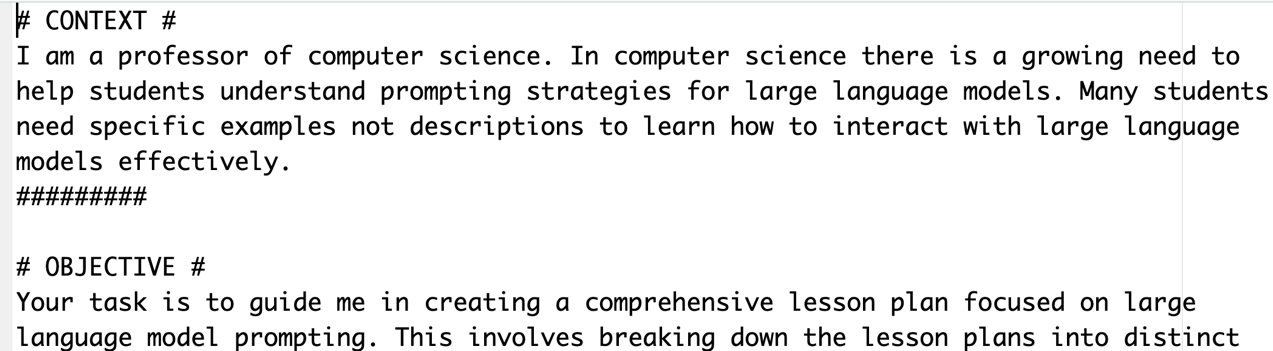 # CONTEXT #
I am a professor of computer science. In computer science there is a growing need to
help students understand prompting strategies for large language models. Many students
need specific examples not descriptions to learn how to interact with large language
models effectively.
#########

# OBJECTIVE #
Your task is to guide me in creating a comprehensive lesson plan focused on large
language model prompting. This involves breaking down the lesson plans into distinct